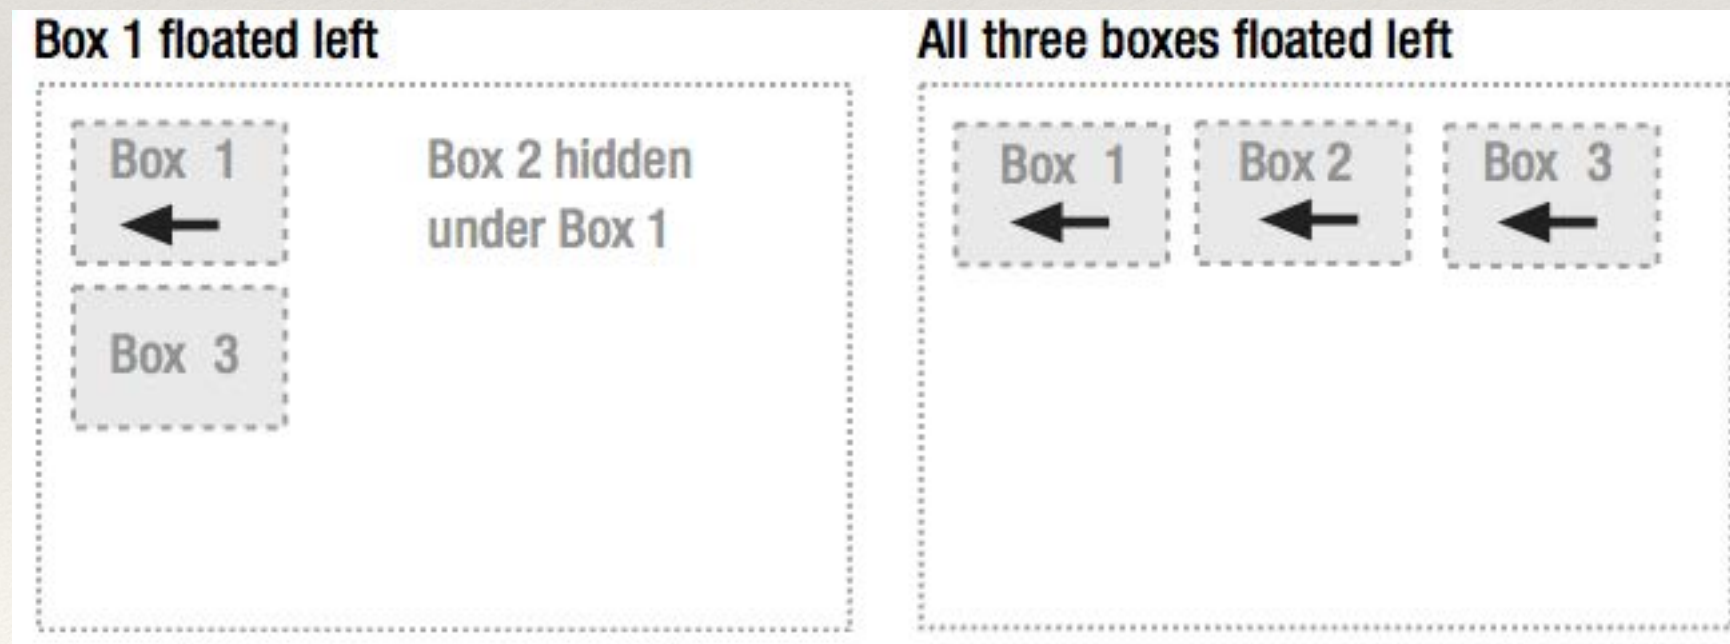 Box 1 floated left
Box 1
Box 2 hidden
under Box 1
Box 3
All three boxes floated left
Box 1
Box 2
Box 3